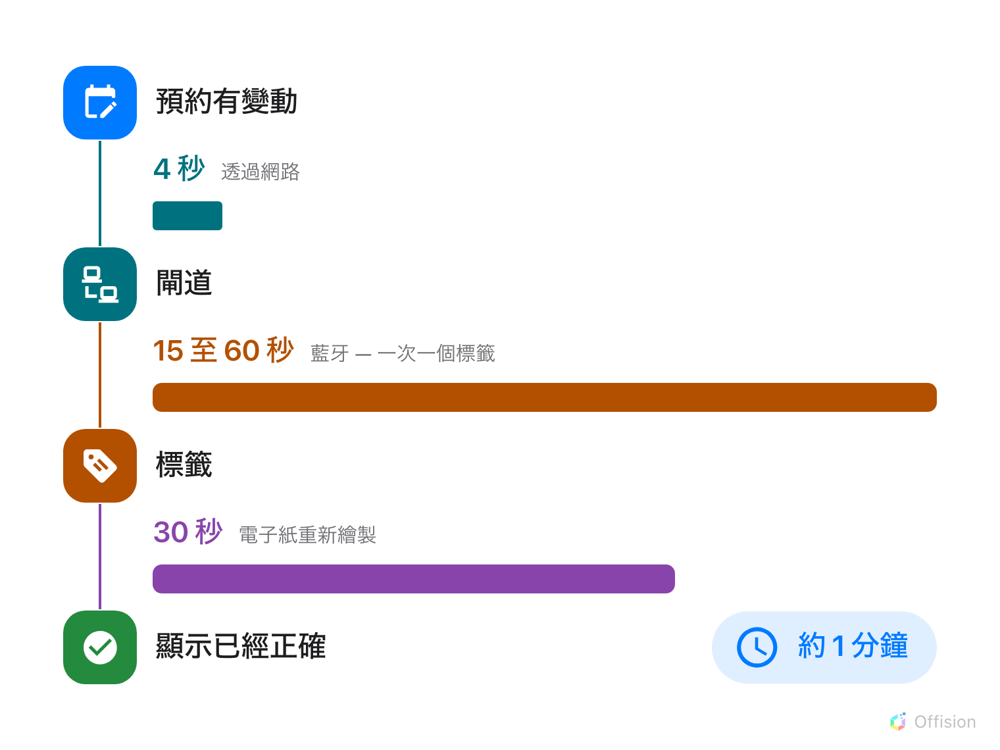 預約有變動
4 秒 透過網路
閘道
15 至 60 秒 藍牙 — 一次一個標籤
標籤
30 秒 電子紙重新繪製
顯示已經正確
約 1 分鐘
Offision